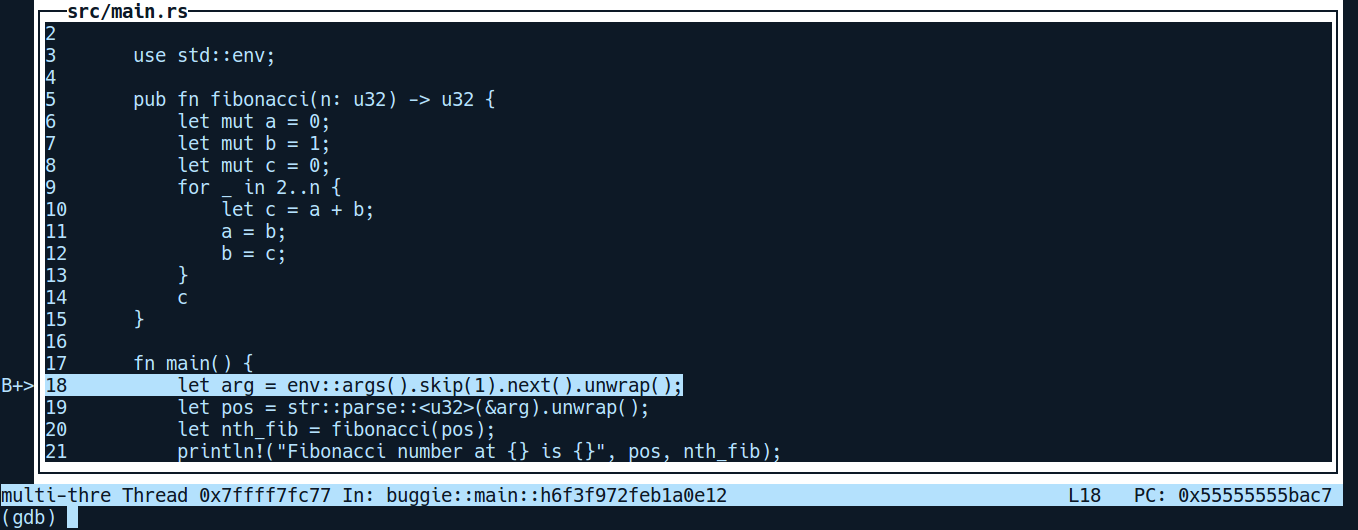 src/main.rs
2
3 use std::env;
4
5 pub fn fibonacci(n: u32) -> u32 {
6 let mut a = 0;
7 let mut b = 1;
8 let mut c = 0;
9 for _ in 2..n {
10 let c = a + b;
11 a = b;
12 b = c;
13 }
14 c
15 }
16
17 fn main() {
B+> 18 let arg = env::args().skip(1).next().unwrap();
19 let pos = str::parse::<u32>(&arg).unwrap();
20 let nth_fib = fibonacci(pos);
21 println!("Fibonacci number at {} is {}", pos, nth_fib);
multi-thre Thread 0x7ffff7fc77 In: buggie::main::h6f3f972feb1a0e12 L18 PC: 0x55555555bac7
(gdb)